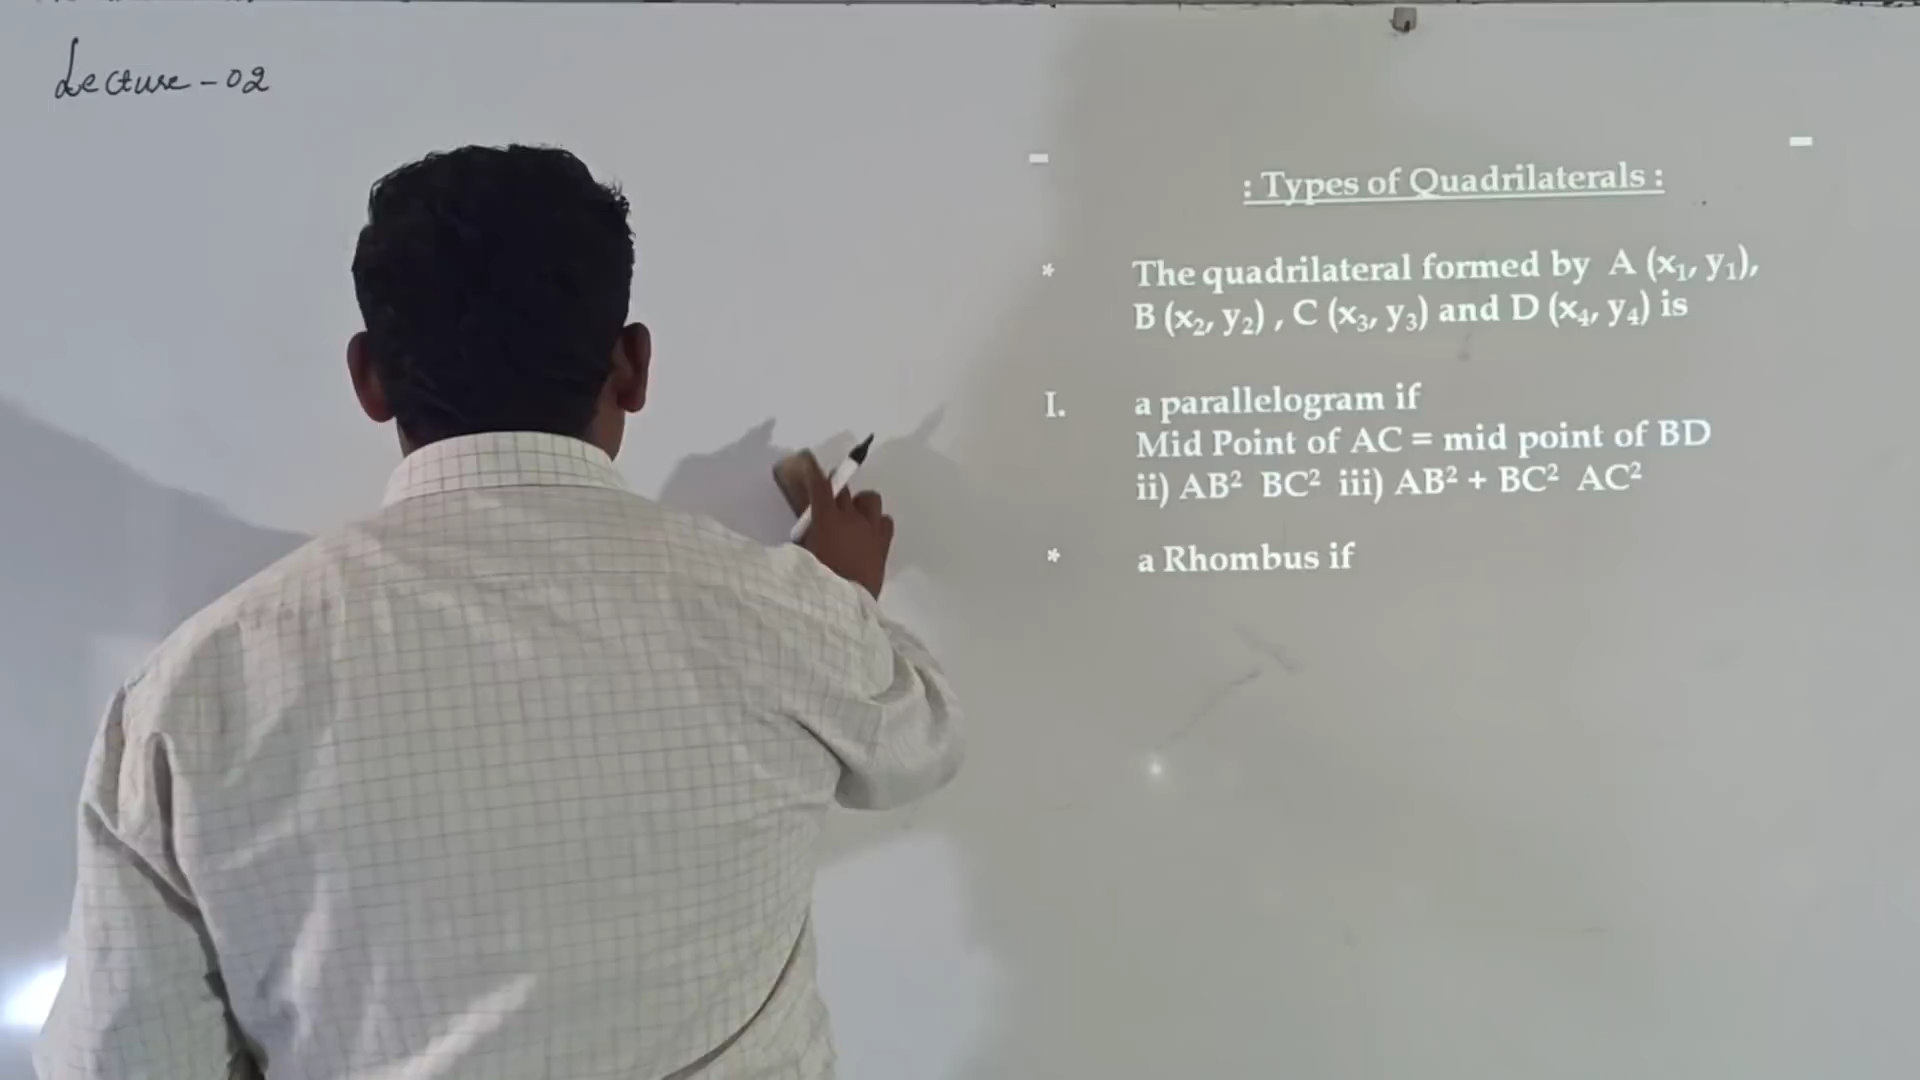 Lecture - 02
: Types of Quadrilaterals :
* The quadrilateral formed by A (x₁, y₁),
B (x₂, y₂) , C (x₃, y₃) and D (x₄, y₄) is
I. a parallelogram if
Mid Point of AC = mid point of BD
ii) AB² BC² iii) AB² + BC² AC²
* a Rhombus if